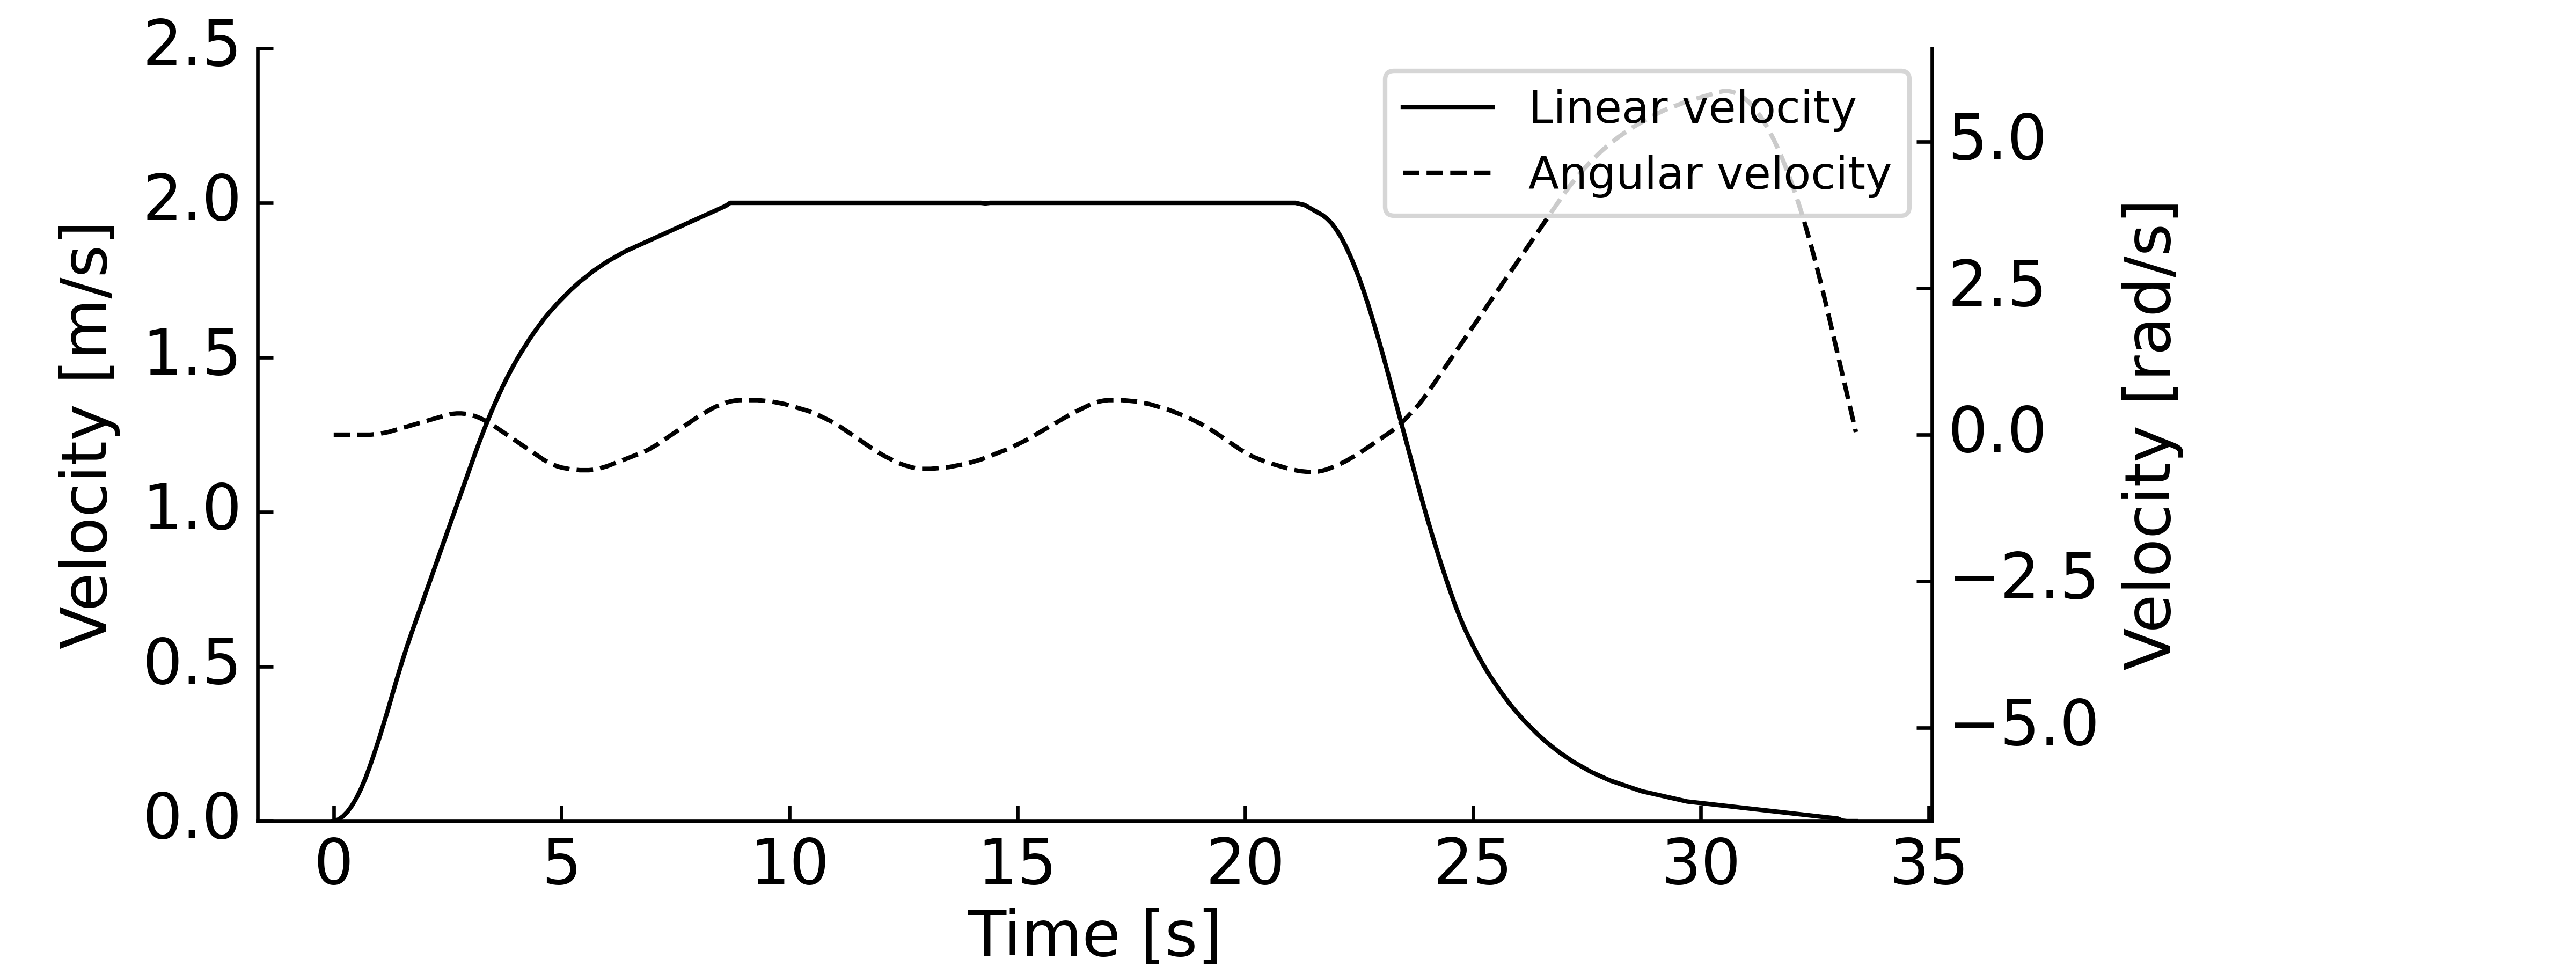 2.5
2.0
1.5
1.0
0.5
0.0
Velocity [m/s]
Linear velocity
Angular velocity
5.0
2.5
0.0
−2.5
−5.0
Velocity [rad/s]
0 5 10 15 20 25 30 35
Time [s]